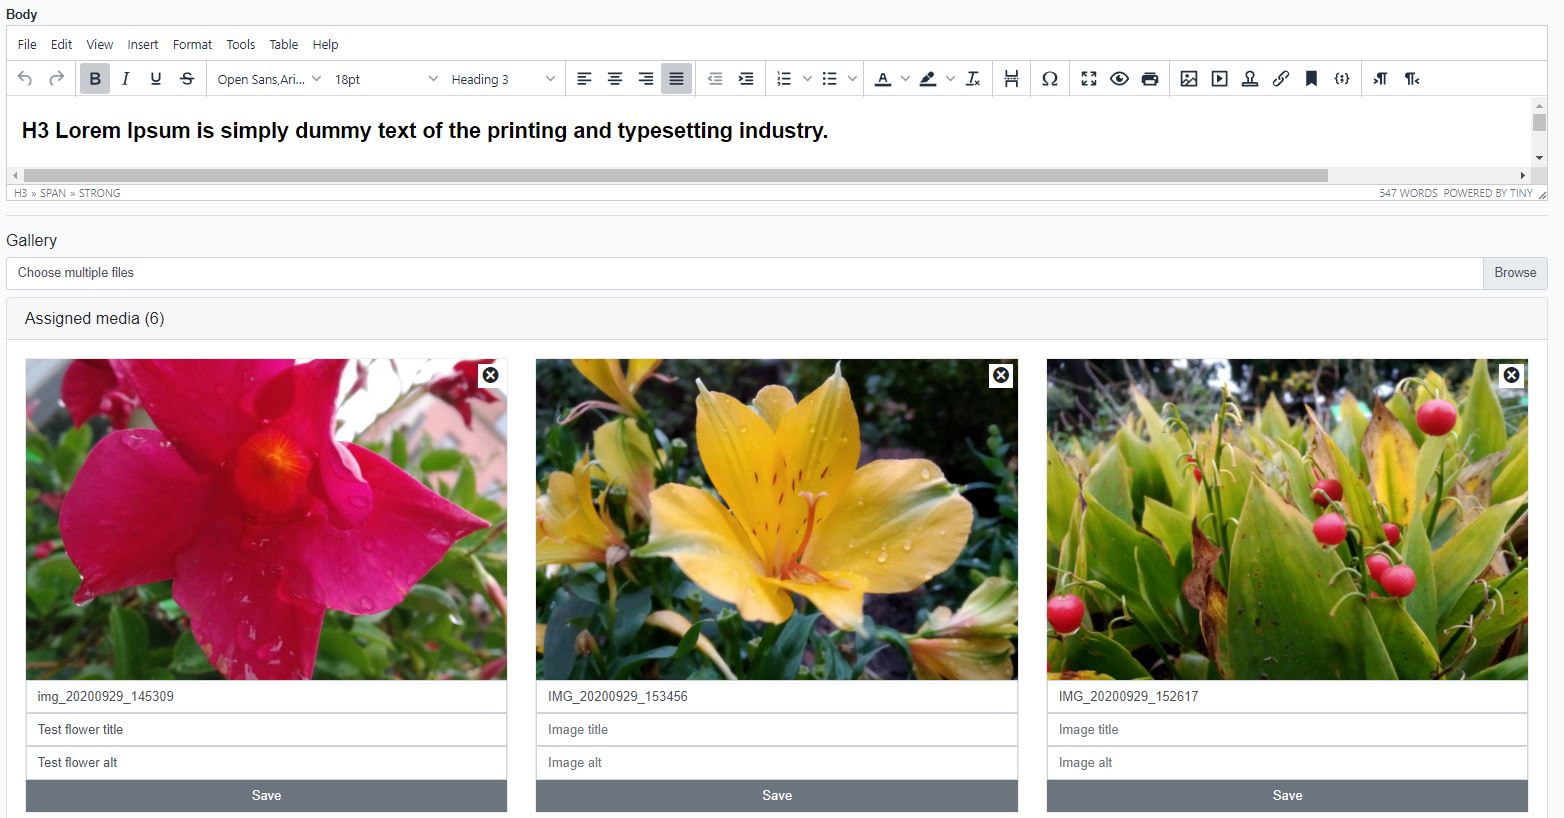 Body
File Edit View Insert Format Tools Table Help
B I U S Open Sans,Ari... 18pt Heading 3
H3 Lorem Ipsum is simply dummy text of the printing and typesetting industry.
H3 » SPAN » STRONG 547 WORDS POWERED BY TINY
Gallery
Choose multiple files Browse
Assigned media (6)
img_20200929_145309 IMG_20200929_153456 IMG_20200929_152617
Test flower title Image title Image title
Test flower alt Image alt Image alt
Save Save Save